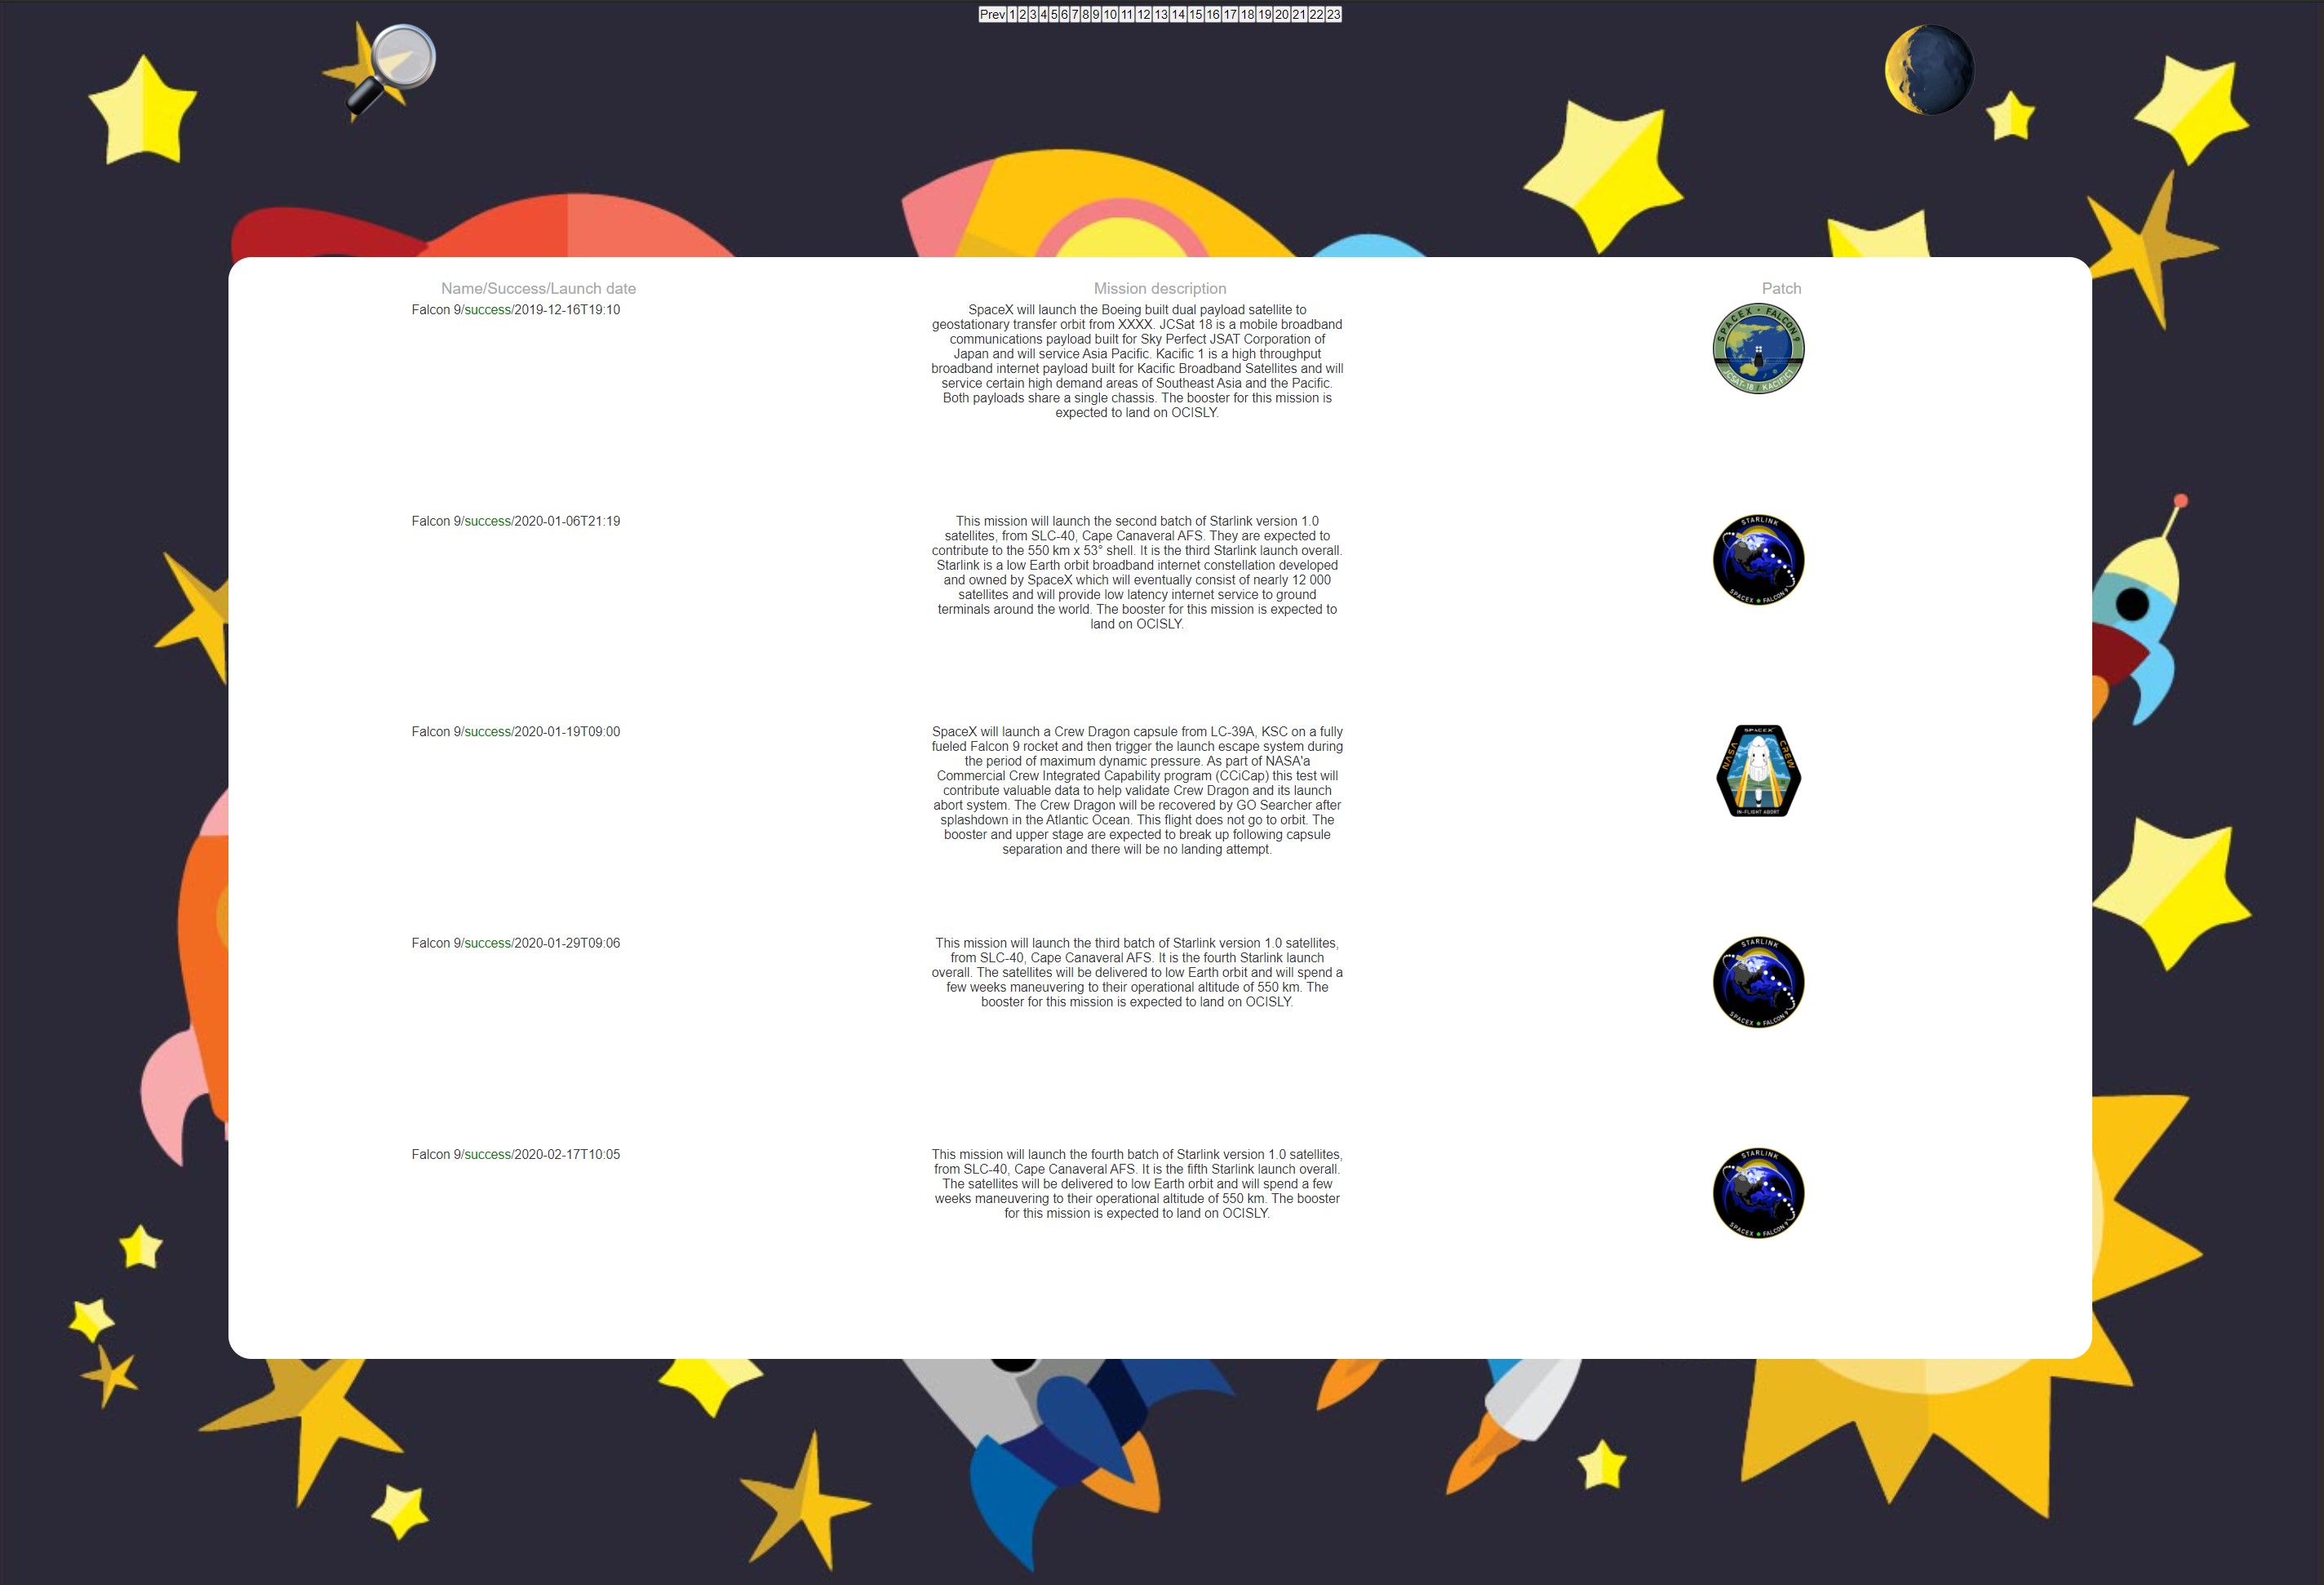 Prev 1 2 3 4 5 6 7 8 9 10 11 12 13 14 15 16 17 18 19 20 21 22 23
Name/Success/Launch date
Mission description
Patch
Falcon 9/success/2019-12-16T19:10
SpaceX will launch the Boeing built dual payload satellite to
geostationary transfer orbit from XXXX. JCSat 18 is a mobile broadband
communications payload built for Sky Perfect JSAT Corporation of
Japan and will service Asia Pacific. Kacific 1 is a high throughput
broadband internet payload built for Kacific Broadband Satellites and will
service certain high demand areas of Southeast Asia and the Pacific.
Both payloads share a single chassis. The booster for this mission is
expected to land on OCISLY.
SPACEX • FALCON 9
JCSAT-18 / KACIFIC1
Falcon 9/success/2020-01-06T21:19
This mission will launch the second batch of Starlink version 1.0
satellites, from SLC-40, Cape Canaveral AFS. They are expected to
contribute to the 550 km x 53° shell. It is the third Starlink launch overall.
Starlink is a low Earth orbit broadband internet constellation developed
and owned by SpaceX which will eventually consist of nearly 12 000
satellites and will provide low latency internet service to ground
terminals around the world. The booster for this mission is expected to
land on OCISLY.
STARLINK
SPACEX FALCON 9
Falcon 9/success/2020-01-19T09:00
SpaceX will launch a Crew Dragon capsule from LC-39A, KSC on a fully
fueled Falcon 9 rocket and then trigger the launch escape system during
the period of maximum dynamic pressure. As part of NASA'a
Commercial Crew Integrated Capability program (CCiCap) this test will
contribute valuable data to help validate Crew Dragon and its launch
abort system. The Crew Dragon will be recovered by GO Searcher after
splashdown in the Atlantic Ocean. This flight does not go to orbit. The
booster and upper stage are expected to break up following capsule
separation and there will be no landing attempt.
SPACEX
NASA
CREW
IN-FLIGHT ABORT
Falcon 9/success/2020-01-29T09:06
This mission will launch the third batch of Starlink version 1.0 satellites,
from SLC-40, Cape Canaveral AFS. It is the fourth Starlink launch
overall. The satellites will be delivered to low Earth orbit and will spend a
few weeks maneuvering to their operational altitude of 550 km. The
booster for this mission is expected to land on OCISLY.
STARLINK
SPACEX FALCON 9
Falcon 9/success/2020-02-17T10:05
This mission will launch the fourth batch of Starlink version 1.0 satellites,
from SLC-40, Cape Canaveral AFS. It is the fifth Starlink launch overall.
The satellites will be delivered to low Earth orbit and will spend a few
weeks maneuvering to their operational altitude of 550 km. The booster
for this mission is expected to land on OCISLY.
STARLINK
SPACEX FALCON 9